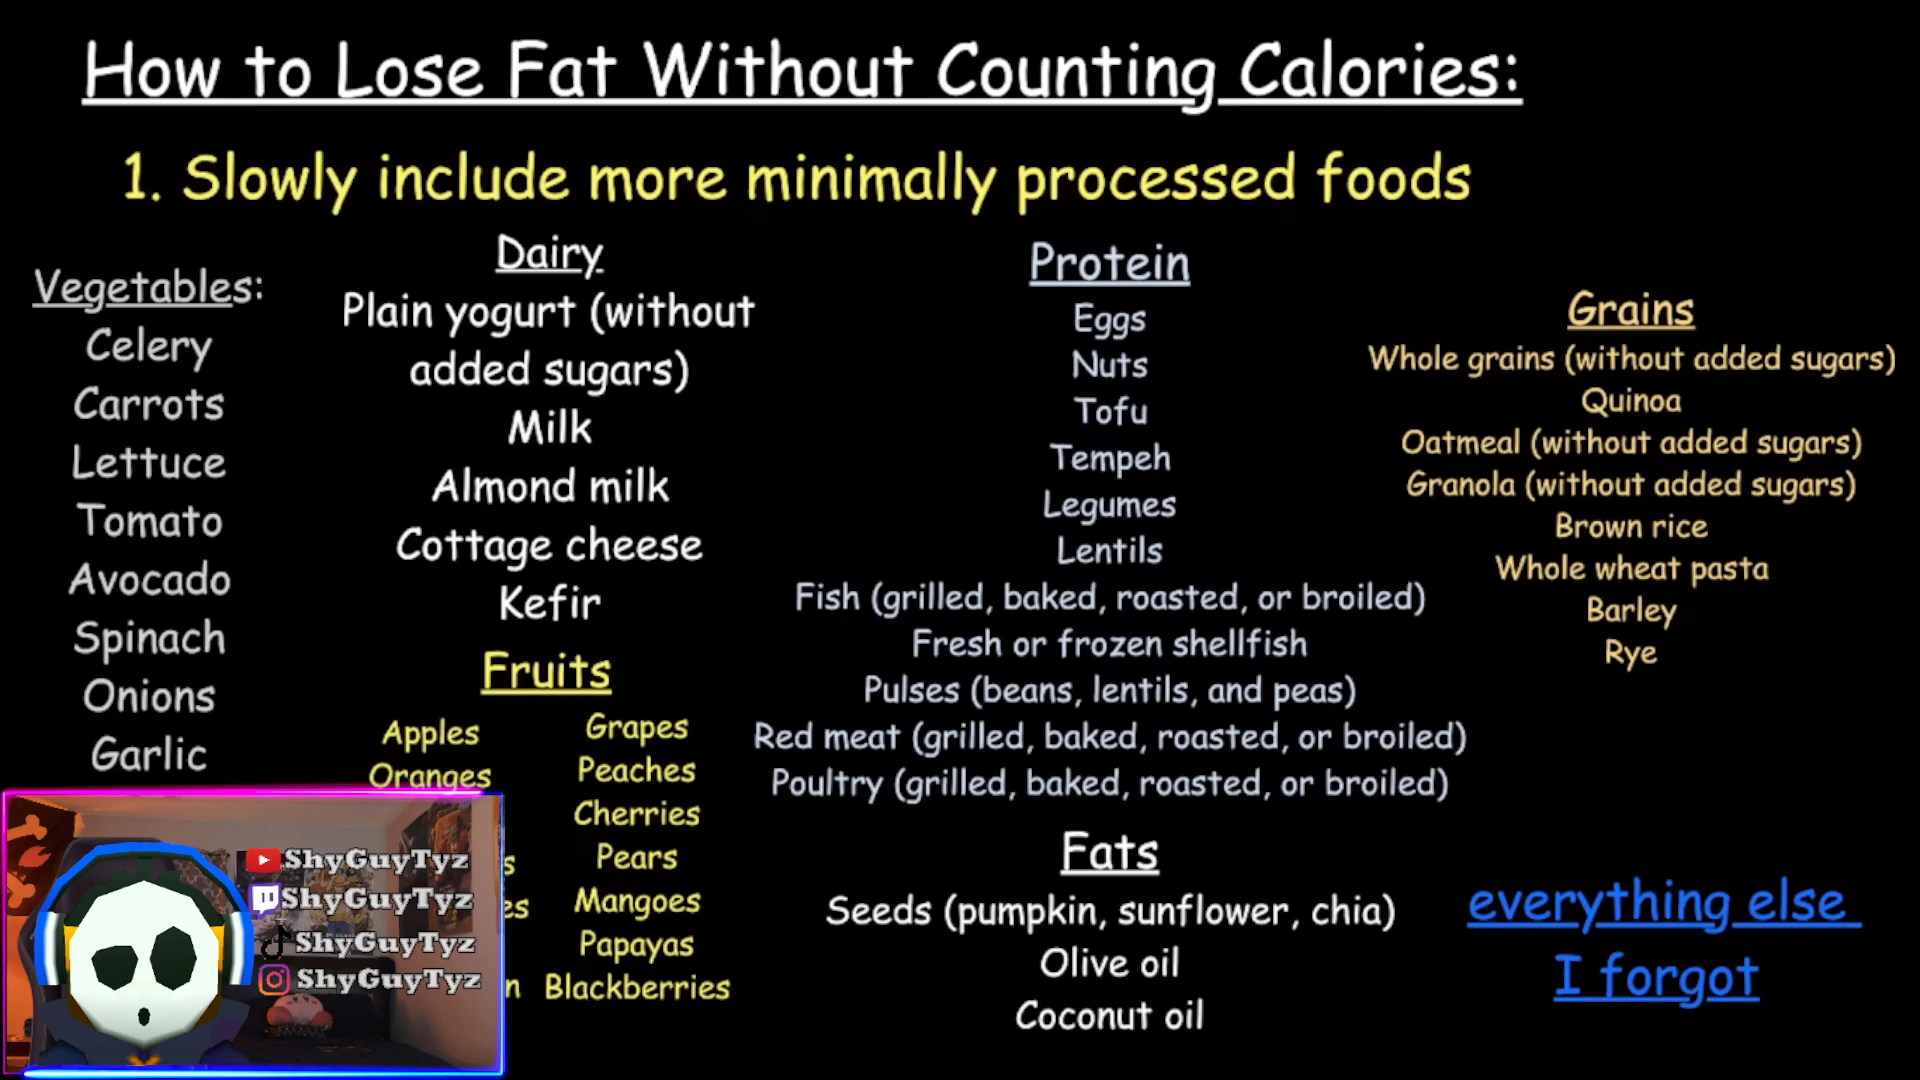 How to Lose Fat Without Counting Calories:
1. Slowly include more minimally processed foods
Vegetables:
Celery
Carrots
Lettuce
Tomato
Avocado
Spinach
Onions
Garlic
Dairy
Plain yogurt (without
added sugars)
Milk
Almond milk
Cottage cheese
Kefir
Fruits
Apples
Oranges
Grapes
Peaches
Cherries
Pears
Mangoes
Papayas
Blackberries
Protein
Eggs
Nuts
Tofu
Tempeh
Legumes
Lentils
Fish (grilled, baked, roasted, or broiled)
Fresh or frozen shellfish
Pulses (beans, lentils, and peas)
Red meat (grilled, baked, roasted, or broiled)
Poultry (grilled, baked, roasted, or broiled)
Fats
Seeds (pumpkin, sunflower, chia)
Olive oil
Coconut oil
Grains
Whole grains (without added sugars)
Quinoa
Oatmeal (without added sugars)
Granola (without added sugars)
Brown rice
Whole wheat pasta
Barley
Rye
everything else
I forgot
ShyGuyTyz
ShyGuyTyz
ShyGuyTyz
ShyGuyTyz